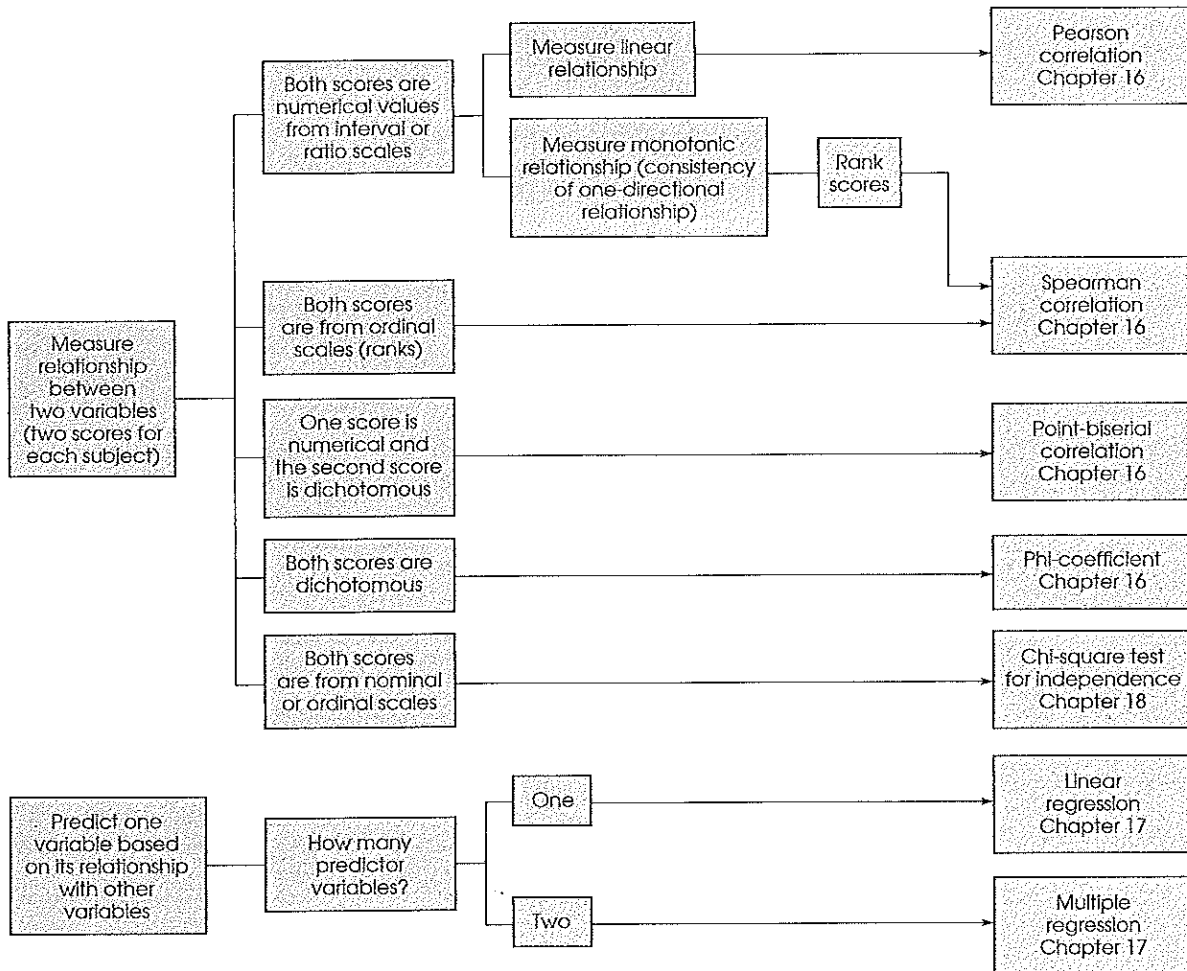 Measure linear
relationship
Pearson
correlation
Chapter 16
Both scores are
numerical values
from interval or
ratio scales
Measure monotonic
relationship (consistency
of one-directional
relationship)
Rank
scores
Both scores
are from ordinal
scales (ranks)
Spearman
correlation
Chapter 16
Measure
relationship
between
two variables
(two scores for
each subject)
One score is
numerical and
the second score
is dichotomous
Point-biserial
correlation
Chapter 16
Both scores are
dichotomous
Phi-coefficient
Chapter 16
Both scores
are from nominal
or ordinal scales
Chi-square test
for independence
Chapter 18
Predict one
variable based
on its relationship
with other
variables
How many
predictor
variables?
One
Linear
regression
Chapter 17
Two
Multiple
regression
Chapter 17